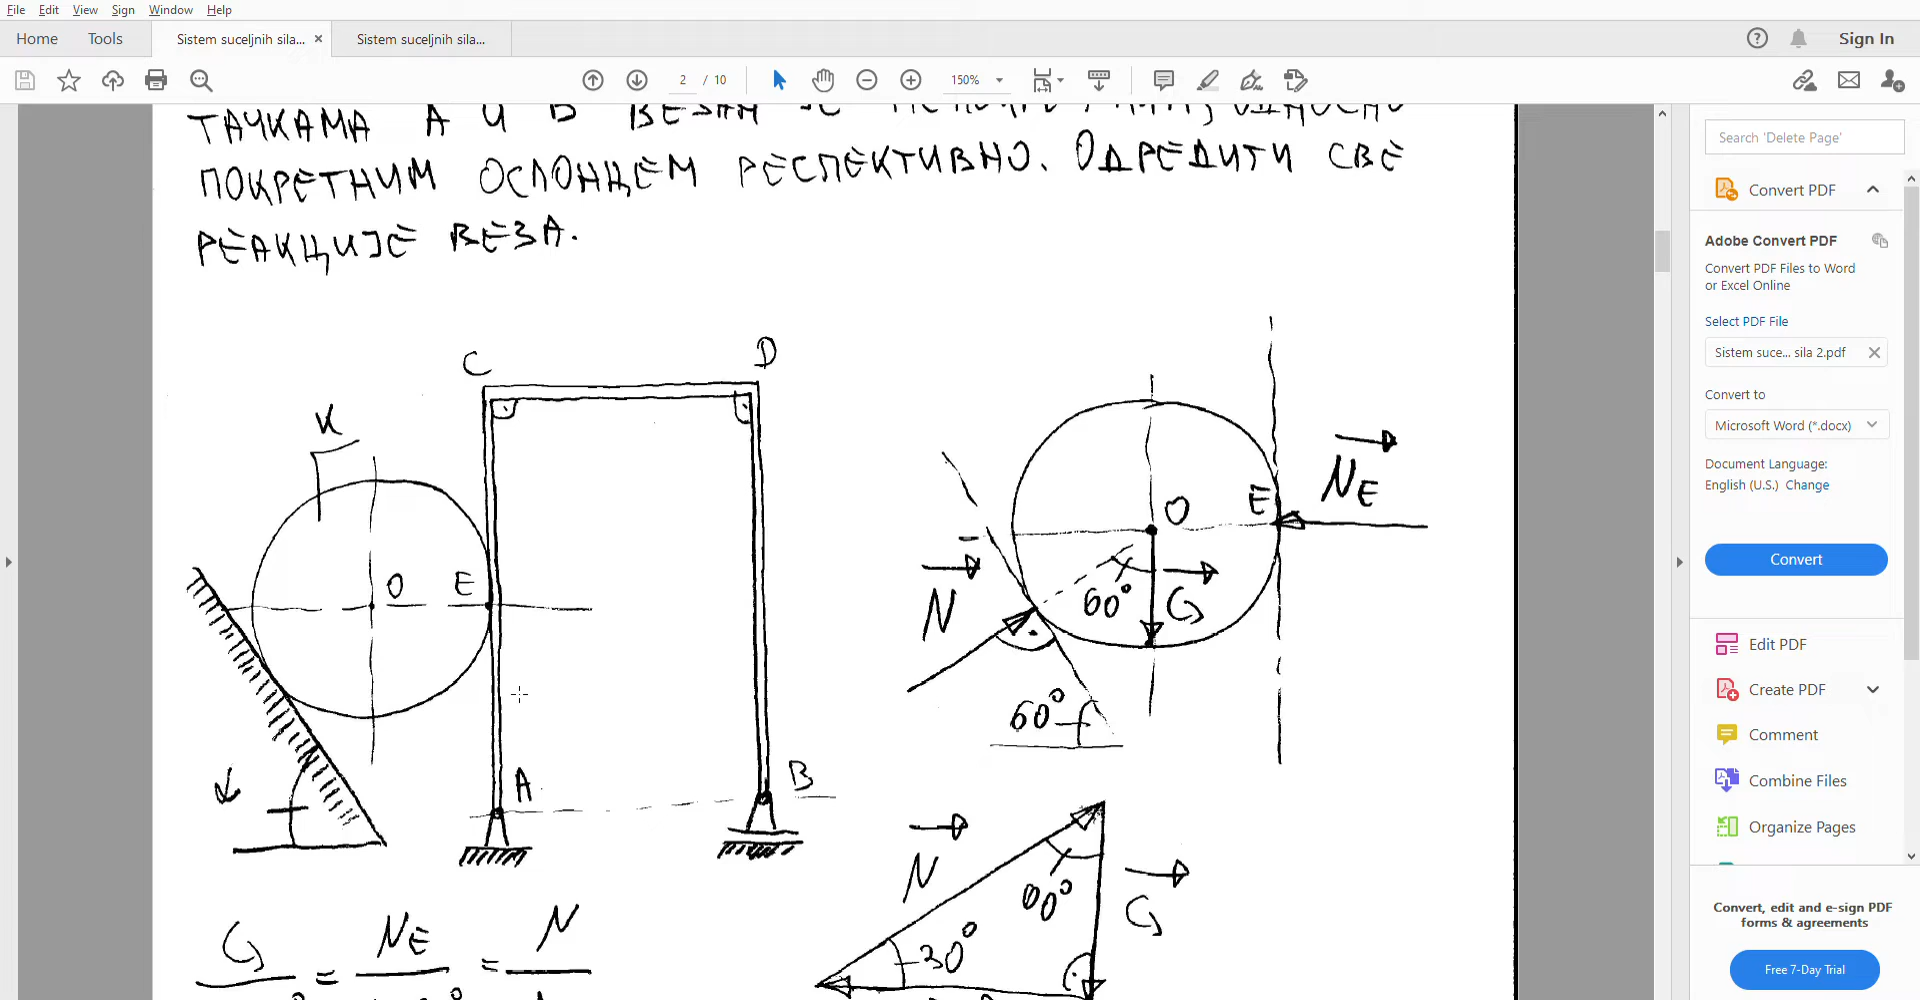 File Edit View Sign Window Help
Home Tools Sistem suceljnih sila... × Sistem suceljnih sila... Sign In
2 / 10 150%
ТАЧКАМА А И В ВЕЗАН ЈЕ
ПОКРЕТНИМ ОСЛОНЦЕМ РЕСПЕКТИВНО. ОДРЕДИТИ СВЕ
РЕАКЦИЈЕ ВЕЗА.
C D
K
O E
A B
N_E
O E
N 60° G
60°
N 60° G
30°
G = N_E = N
Search 'Delete Page'
Convert PDF
Adobe Convert PDF
Convert PDF Files to Word
or Excel Online
Select PDF File
Sistem suce... sila 2.pdf
Convert to
Microsoft Word (*.docx)
Document Language:
English (U.S.) Change
Convert
Edit PDF
Create PDF
Comment
Combine Files
Organize Pages
Convert, edit and e-sign PDF
forms & agreements
Free 7-Day Trial